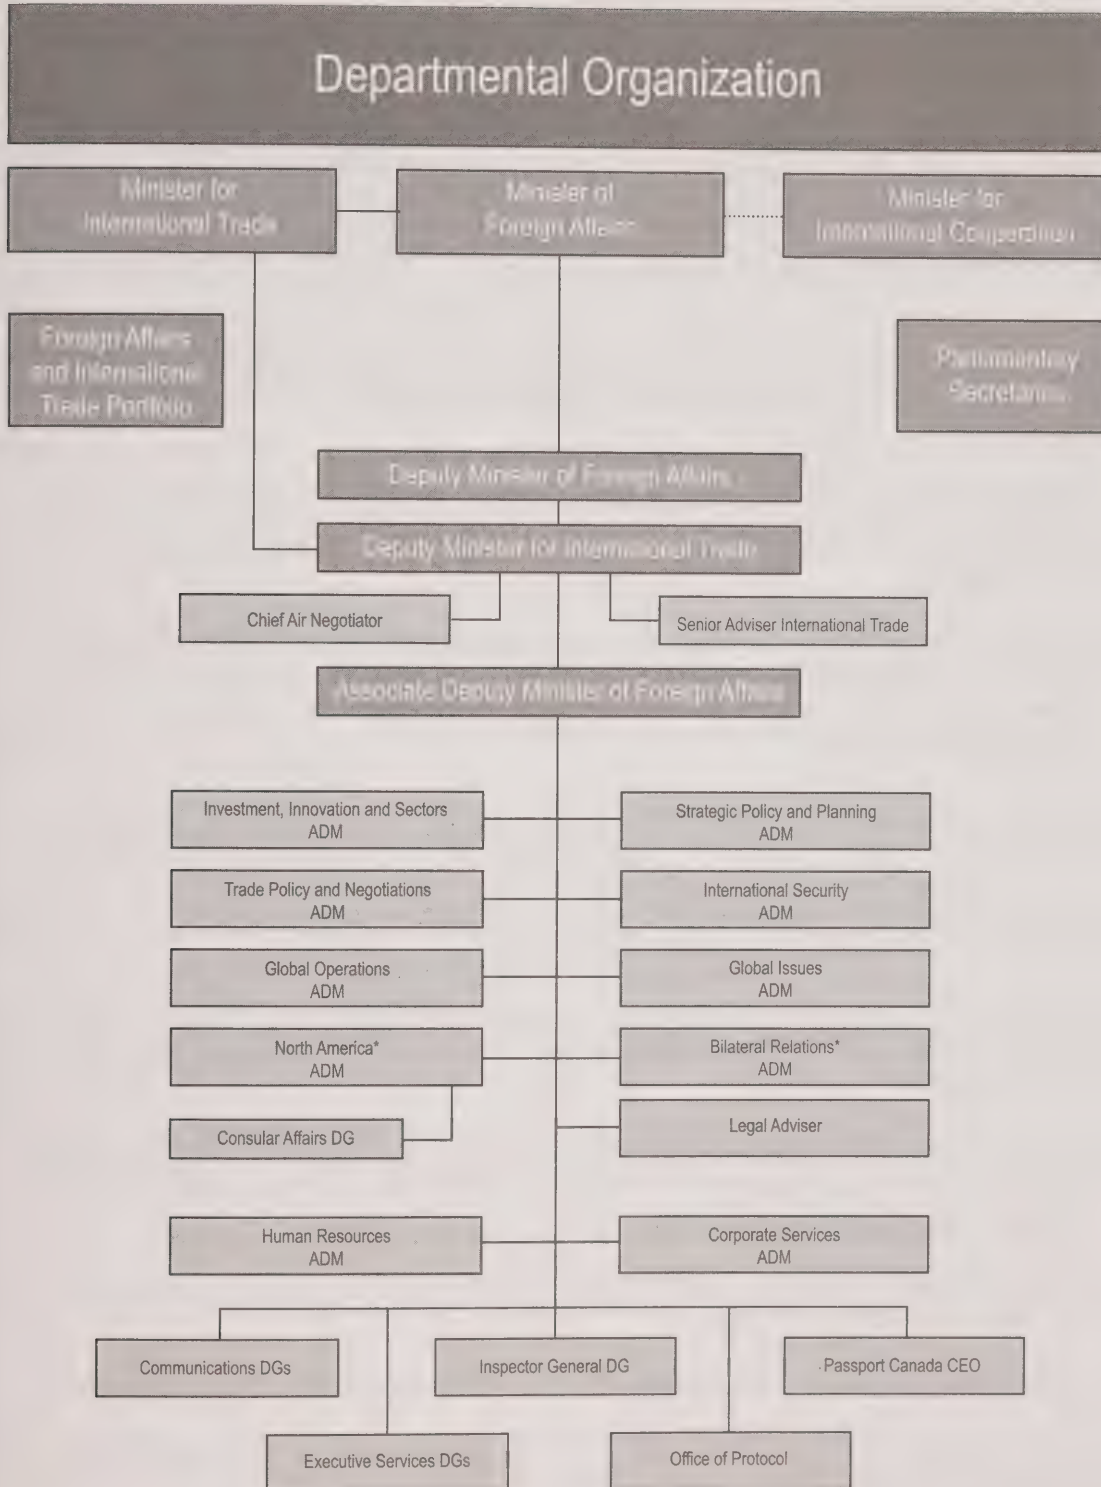 Departmental Organization
Minister for
International Trade
Minister of
Foreign Affairs
Minister for
International Cooperation
Foreign Affairs
and International
Trade Portfolio
Parliamentary
Secretaries
Deputy Minister of Foreign Affairs
Deputy Minister for International Trade
Chief Air Negotiator
Senior Adviser International Trade
Associate Deputy Minister of Foreign Affairs
Investment, Innovation and Sectors
ADM
Strategic Policy and Planning
ADM
Trade Policy and Negotiations
ADM
International Security
ADM
Global Operations
ADM
Global Issues
ADM
North America*
ADM
Bilateral Relations*
ADM
Consular Affairs DG
Legal Adviser
Human Resources
ADM
Corporate Services
ADM
Communications DGs
Inspector General DG
Passport Canada CEO
Executive Services DGs
Office of Protocol